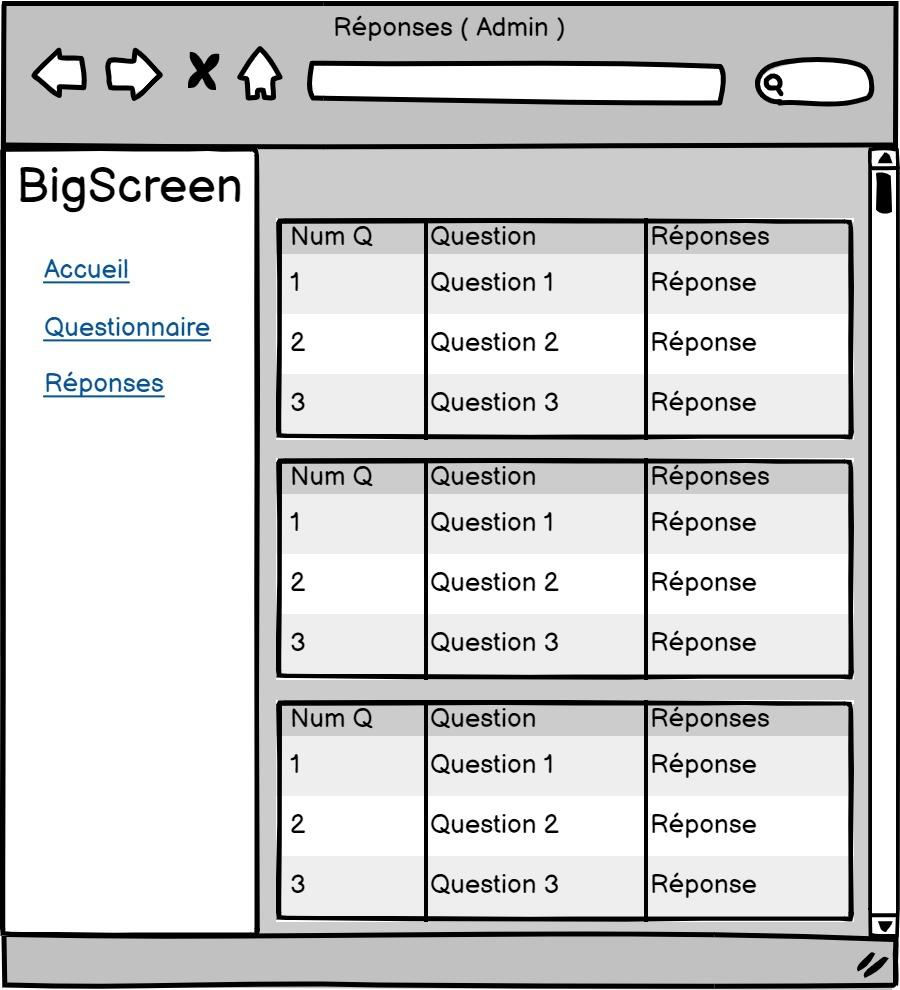 Réponses ( Admin )
BigScreen
Accueil
Questionnaire
Réponses
Num Q Question Réponses
1 Question 1 Réponse
2 Question 2 Réponse
3 Question 3 Réponse
Num Q Question Réponses
1 Question 1 Réponse
2 Question 2 Réponse
3 Question 3 Réponse
Num Q Question Réponses
1 Question 1 Réponse
2 Question 2 Réponse
3 Question 3 Réponse